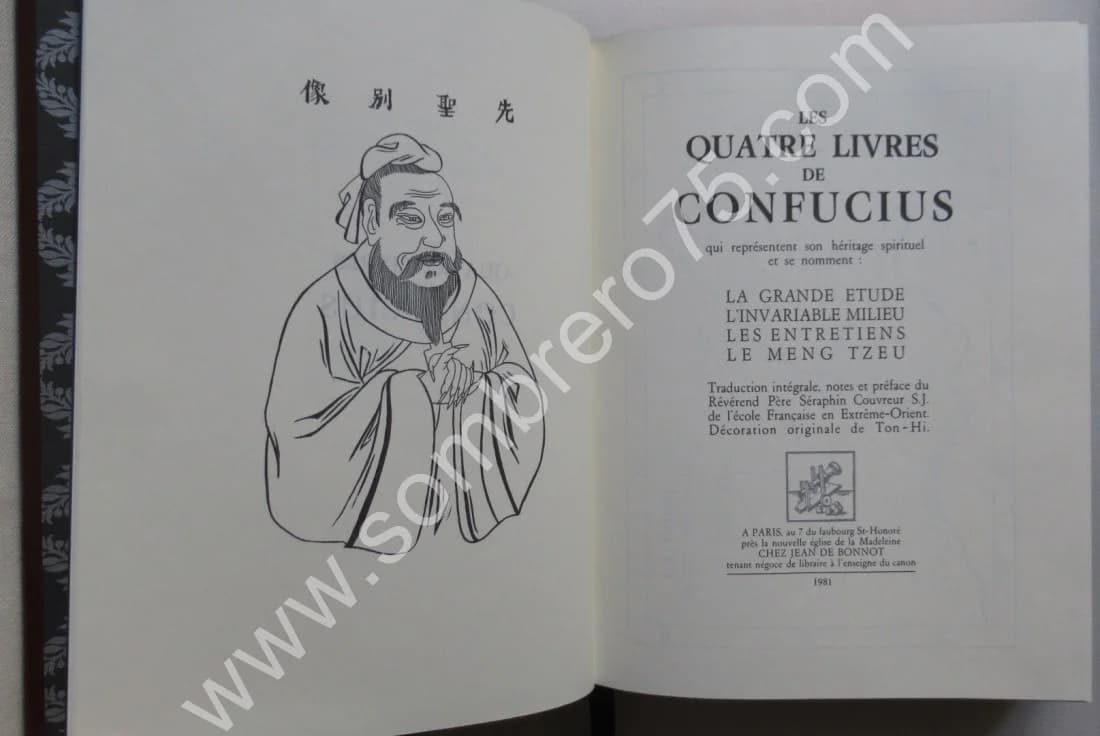 像 別 聖 先
LES
QUATRE LIVRES
DE
CONFUCIUS
qui représentent son héritage spirituel
et se nomment :
LA GRANDE ETUDE
L'INVARIABLE MILIEU
LES ENTRETIENS
LE MENG TZEU
Traduction intégrale, notes et préface du
Révérend Père Séraphin Couvreur S.J.
de l'école Française en Extrême-Orient.
Décoration originale de Ton-Hi.
A PARIS, au 7 du faubourg St-Honoré
près la nouvelle église de la Madeleine
CHEZ JEAN DE BONNOT
tenant négoce de libraire à l'enseigne du canon
1981
www.sombrero75.com